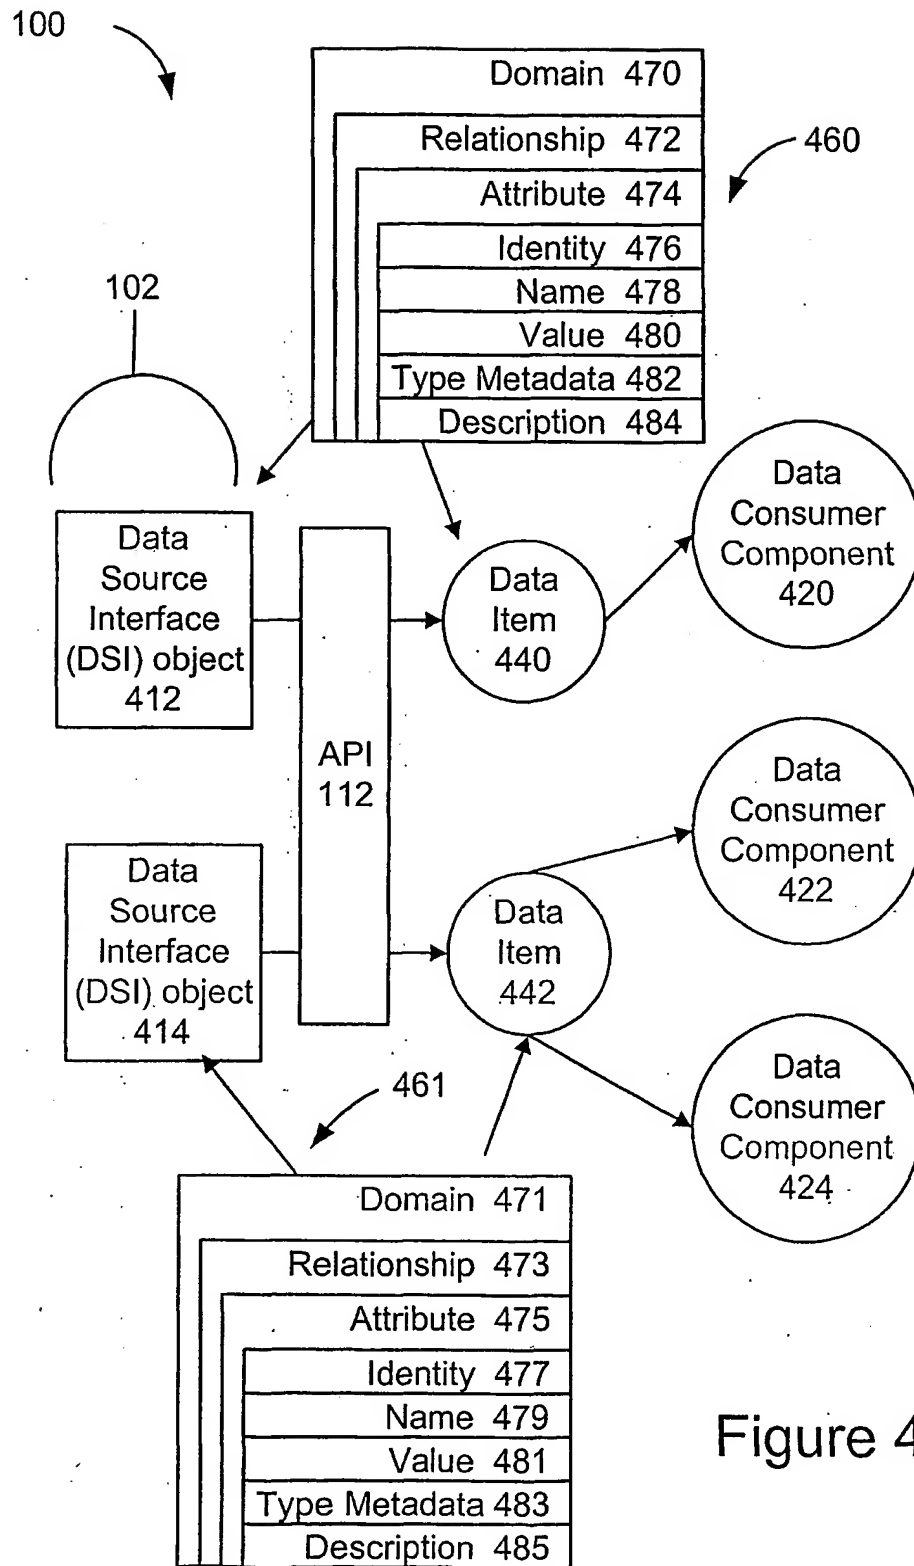 100
Domain 470
Relationship 472
Attribute 474
Identity 476
Name 478
Value 480
Type Metadata 482
Description 484
460
102
Data
Source
Interface
(DSI) object
412
API
112
Data
Item
440
Data
Consumer
Component
420
Data
Consumer
Component
422
Data
Source
Interface
(DSI) object
414
Data
Item
442
Data
Consumer
Component
424
461
Domain 471
Relationship 473
Attribute 475
Identity 477
Name 479
Value 481
Type Metadata 483
Description 485
Figure 4